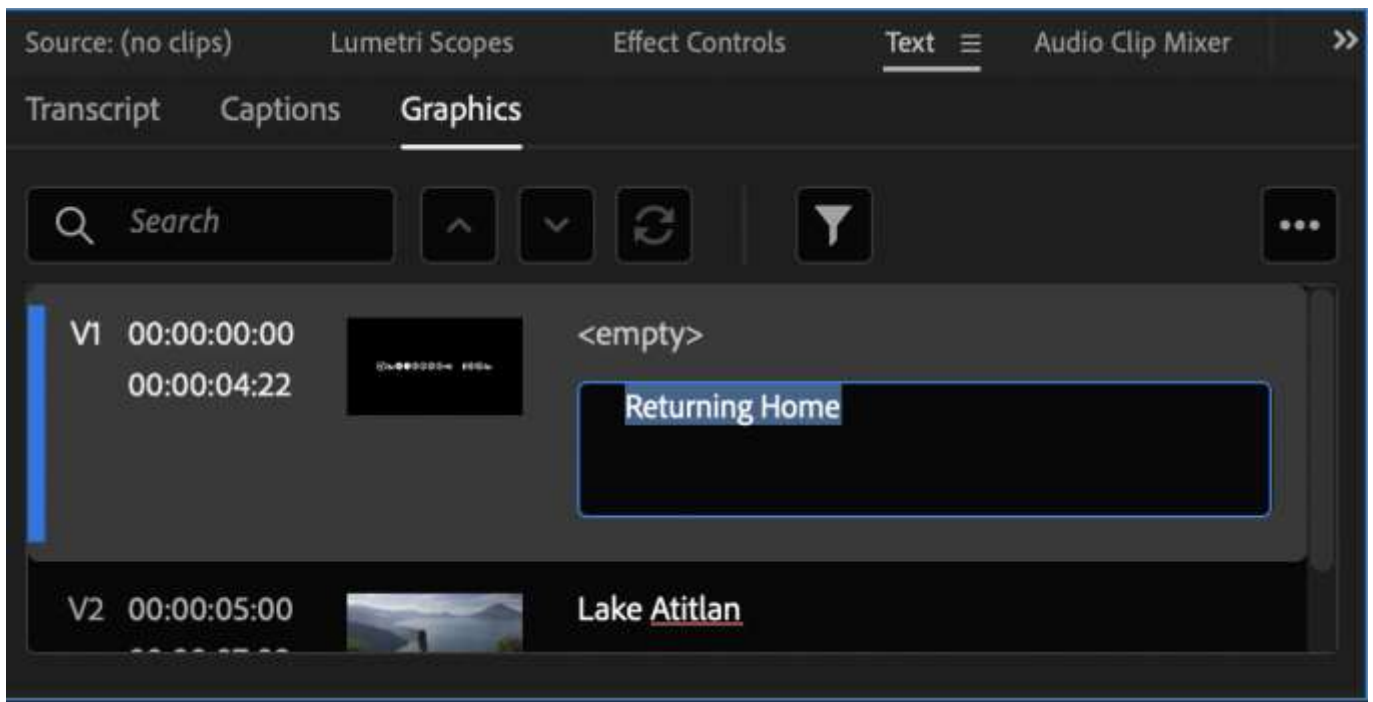 Source: (no clips) Lumetri Scopes Effect Controls Text Audio Clip Mixer
Transcript Captions Graphics
Search
V1 00:00:00:00 <empty>
00:00:04:22 Returning Home
V2 00:00:05:00 Lake Atitlan